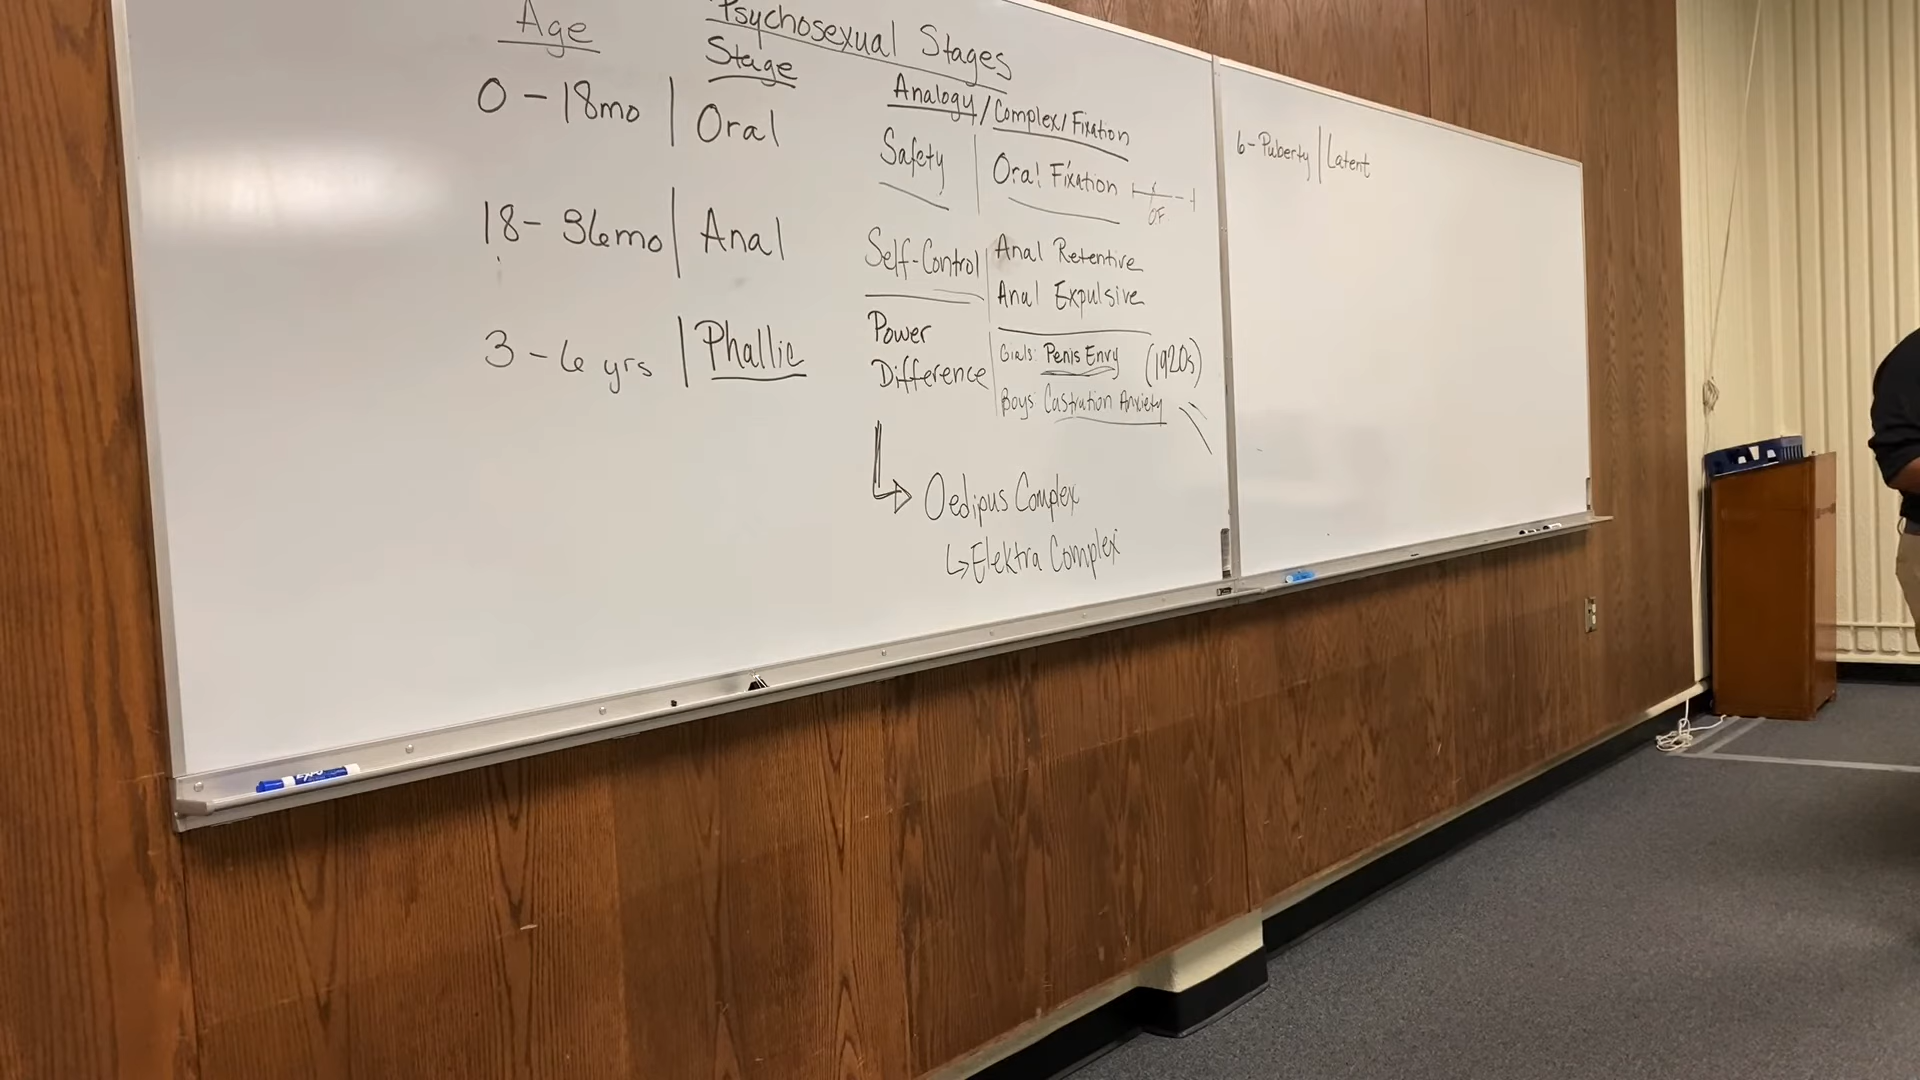 Psychosexual Stages
Age
Stage
Analogy/Complex/Fixation
0-18mo | Oral
Safety | Oral Fixation
OF
18-36mo | Anal
Self-Control | Anal Retentive
Anal Expulsive
3-6 yrs | Phallic
Power
Difference
Girls: Penis Envy (1920s)
Boys: Castration Anxiety
Oedipus Complex
Elektra Complex
6-Puberty | Latent
EXPO